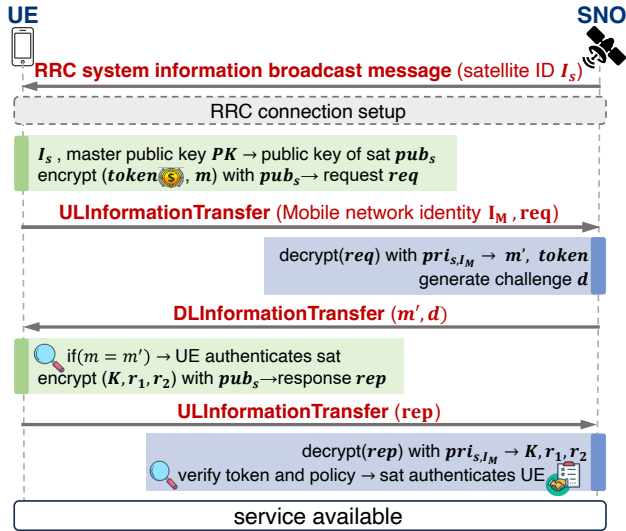 UE
SNO
RRC system information broadcast message (satellite ID I_s)
RRC connection setup
I_s , master public key PK → public key of sat pub_s
encrypt (token $, m) with pub_s → request req
ULInformationTransfer (Mobile network identity I_M , req)
decrypt(req) with pri_{s,I_M} → m', token
generate challenge d
DLInformationTransfer (m', d)
if(m = m') → UE authenticates sat
encrypt (K, r_1, r_2) with pub_s→response rep
ULInformationTransfer (rep)
decrypt(rep) with pri_{s,I_M} → K, r_1, r_2
verify token and policy → sat authenticates UE
service available